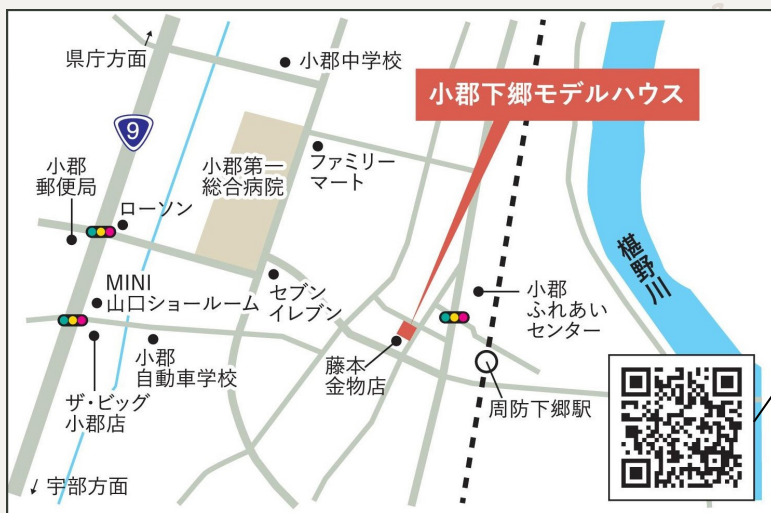 県庁方面
小郡中学校
小郡下郷モデルハウス
9
小郡
郵便局
ローソン
小郡第一
総合病院
ファミリー
マート
椹野川
MINI
山口ショールーム
セブン
イレブン
小郡
ふれあい
センター
小郡
自動車学校
藤本
金物店
周防下郷駅
ザ・ビッグ
小郡店
↙宇部方面